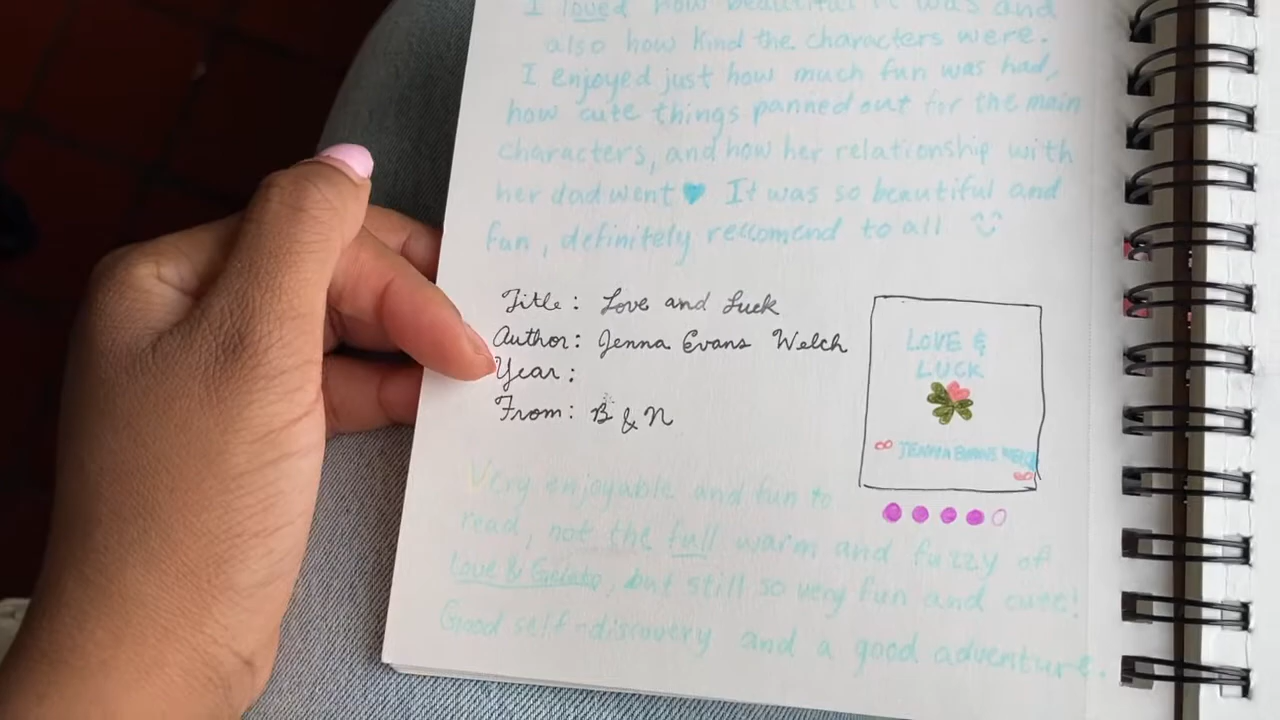 I loved how beautiful it was and
also how kind the characters were.
I enjoyed just how much fun was had,
how cute things panned out for the main
characters, and how her relationship with
her dad went ♥ It was so beautiful and
fun, definitely reccomend to all
Title: Love and Luck
Author: Jenna Evans Welch
Year:
From: B & N
LOVE &
LUCK
JENNA EVANS WELCH
Very enjoyable and fun to
read, not the full warm and fuzzy of
Love & Gelato, but still so very fun and cute!
Good self-discovery and a good adventure.